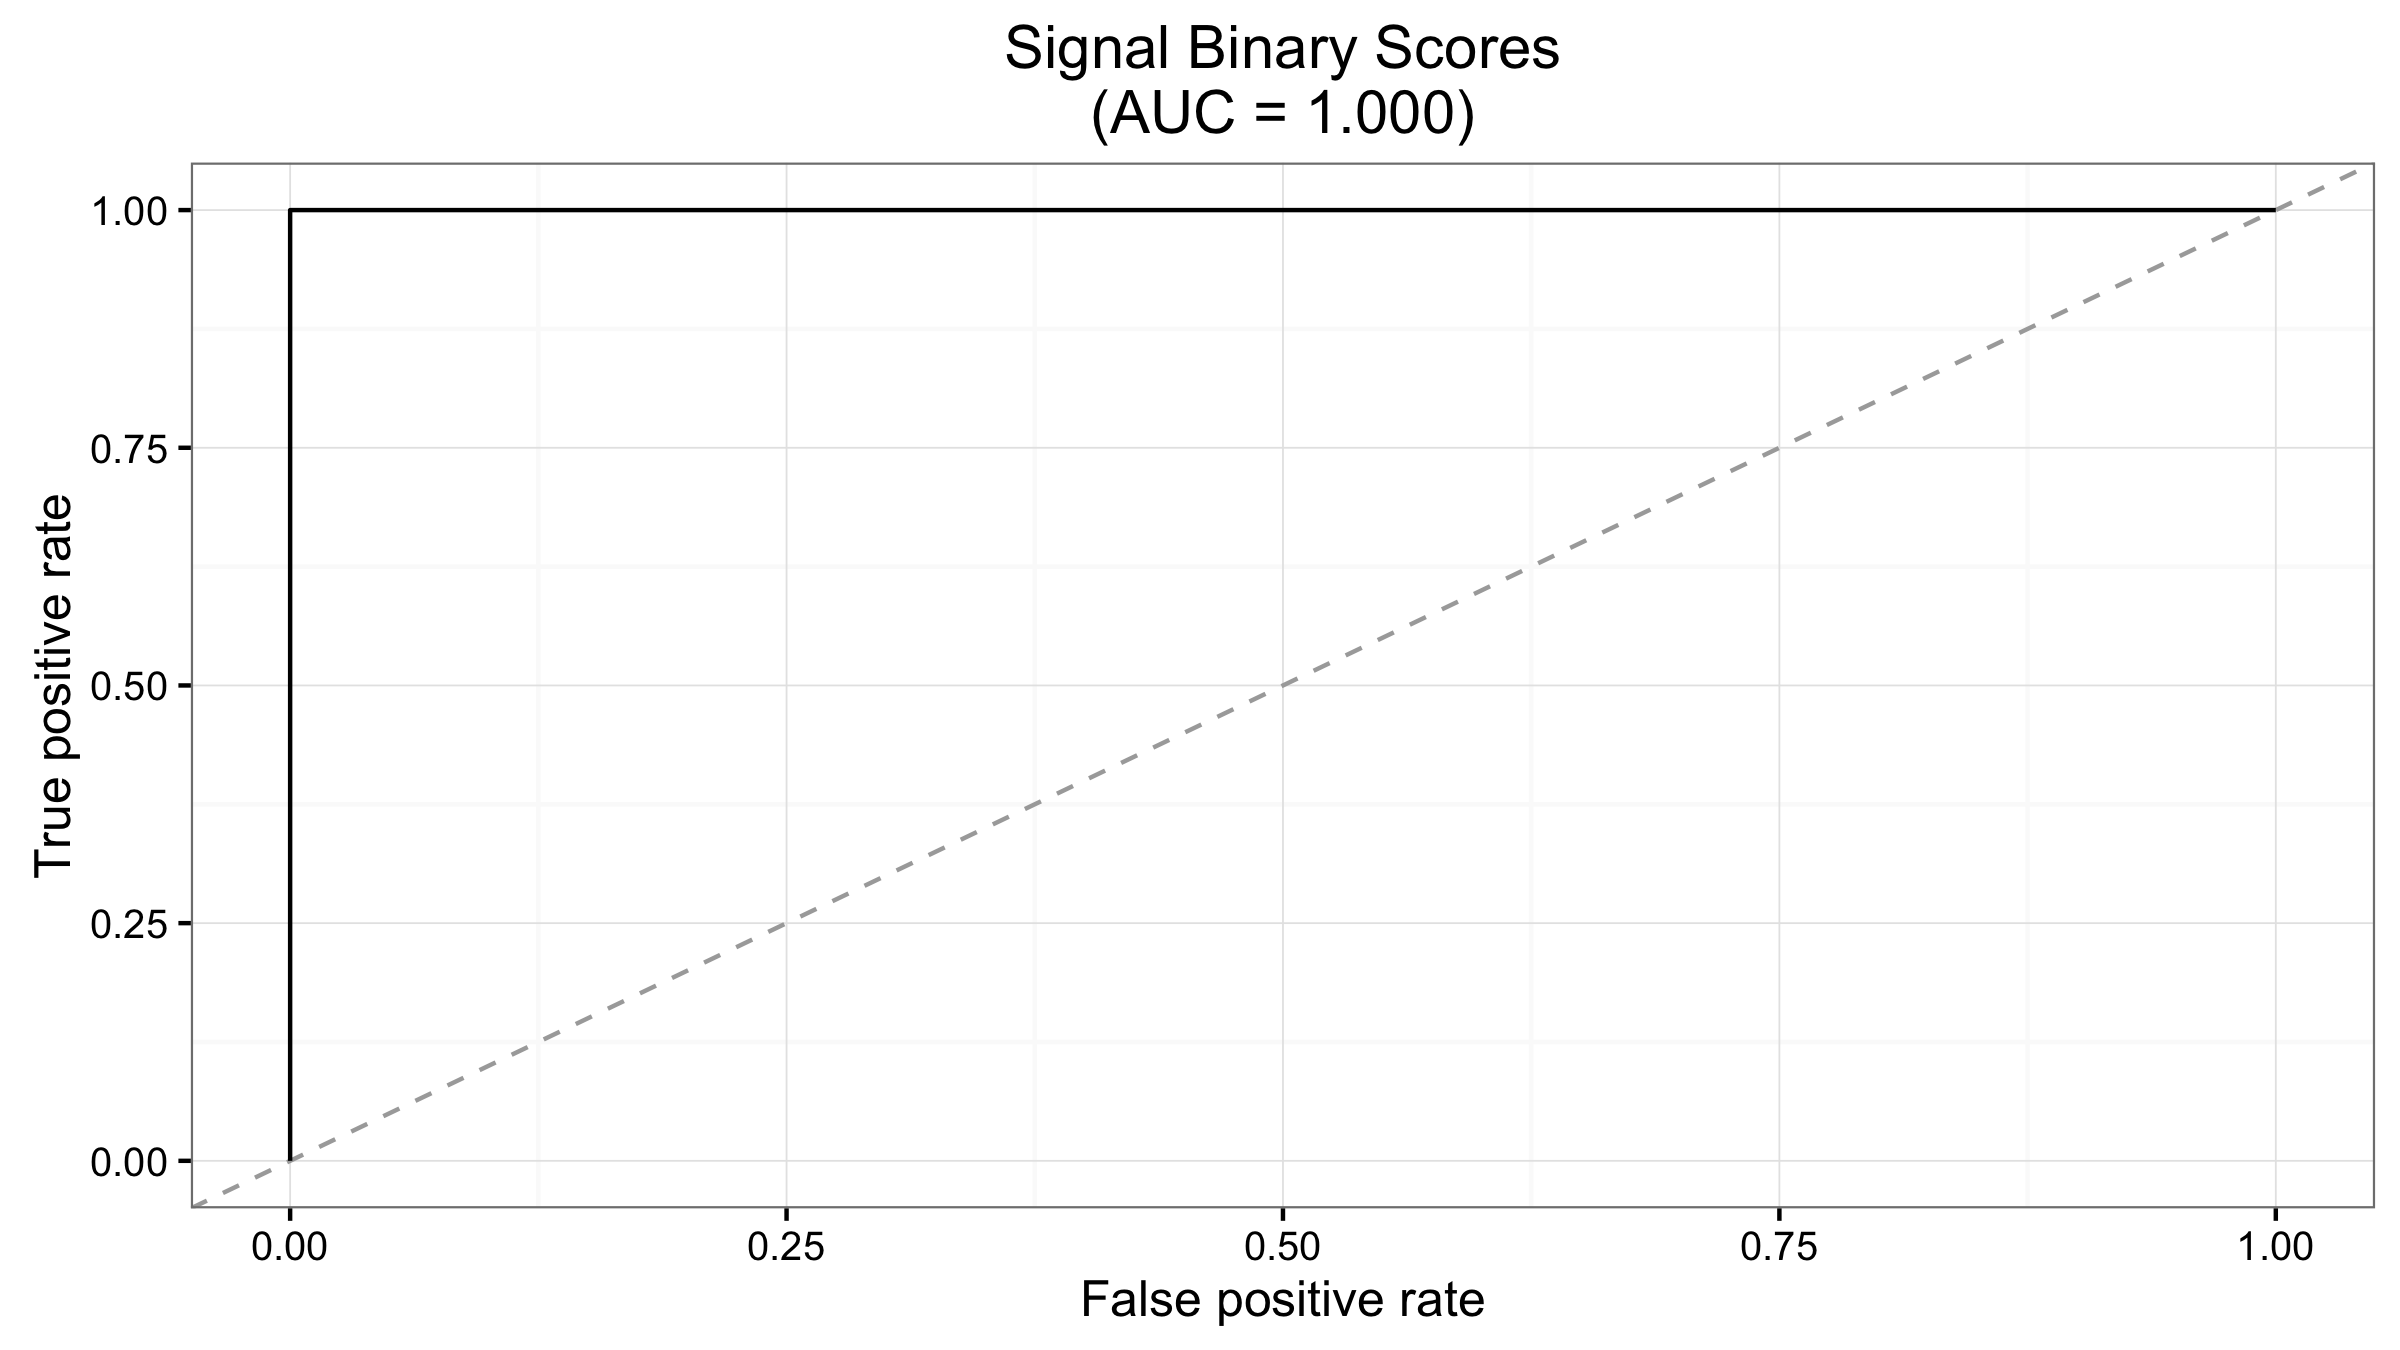 Signal Binary Scores
(AUC = 1.000)
True positive rate
1.00
0.75
0.50
0.25
0.00
0.00 0.25 0.50 0.75 1.00
False positive rate